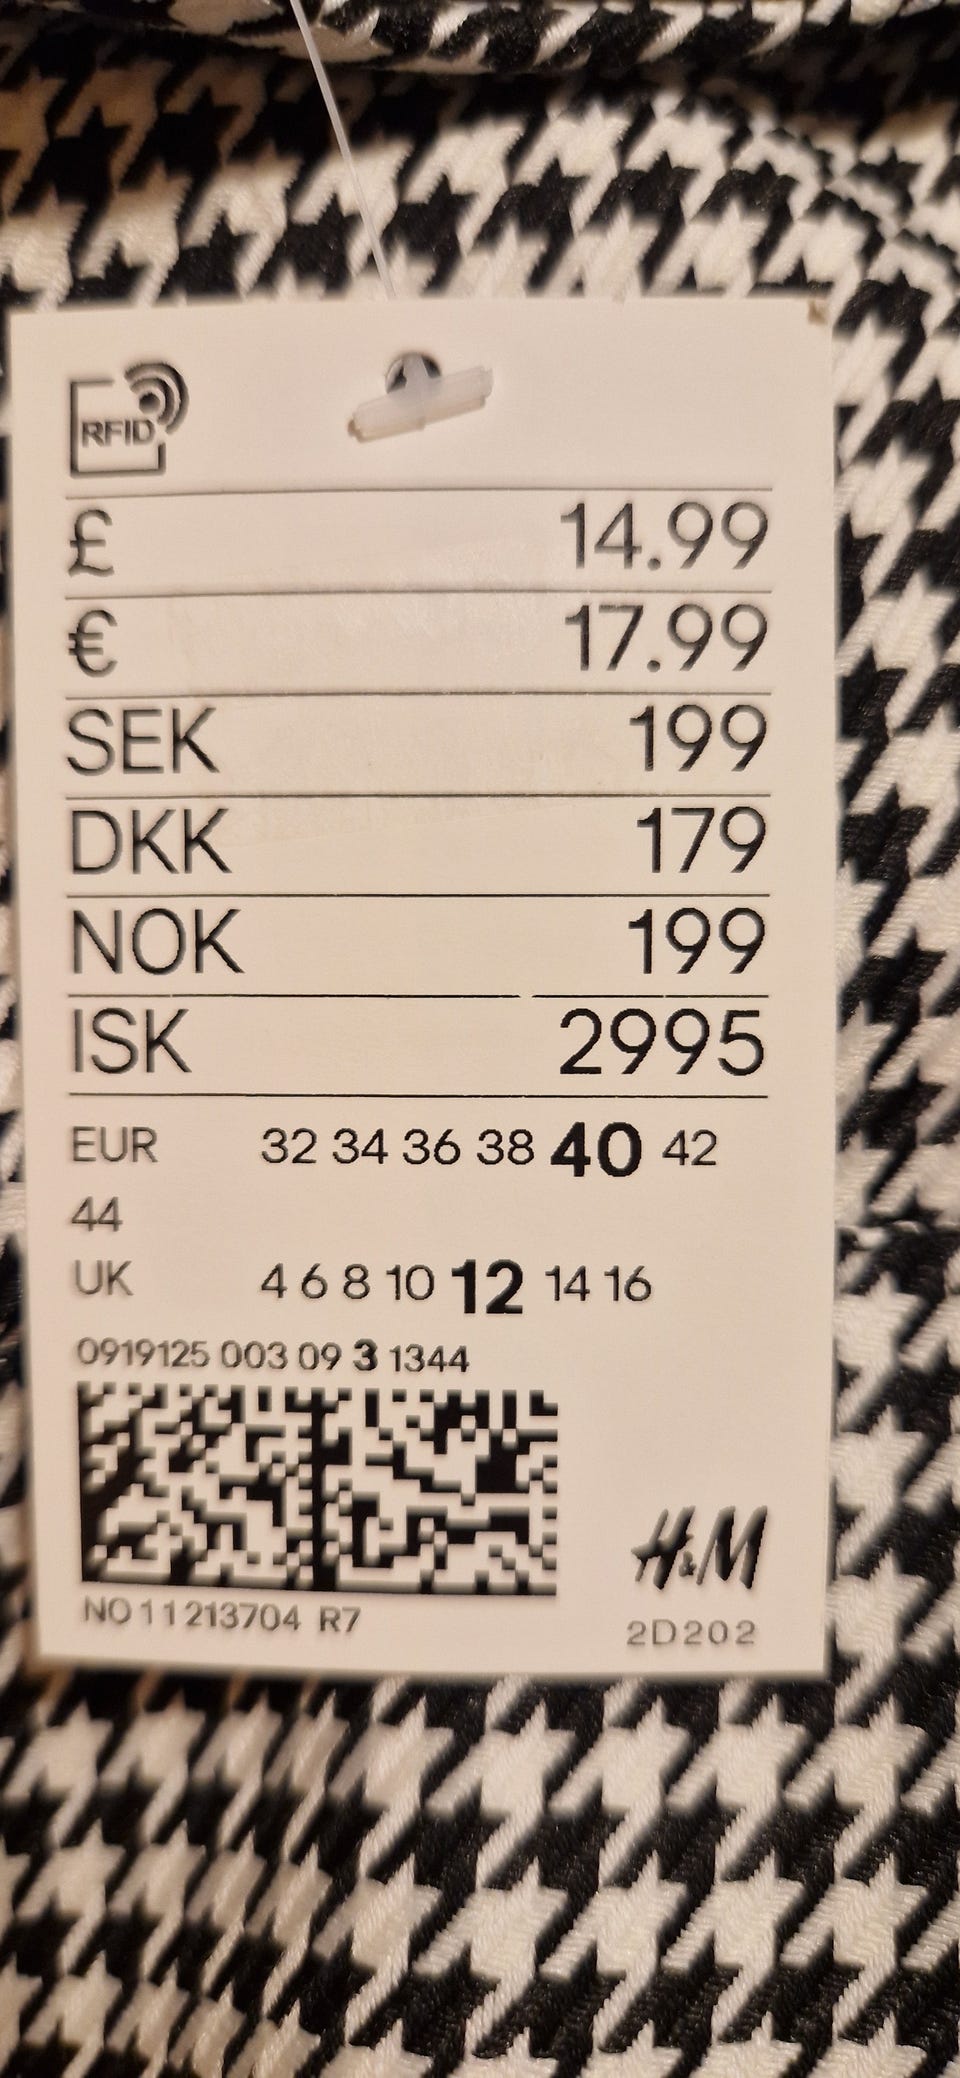 RFID
£ 14.99
€ 17.99
SEK 199
DKK 179
NOK 199
ISK 2995
EUR 32 34 36 38 40 42
44
UK 4 6 8 10 12 14 16
0919125 003 09 3 1344
NO 11213704 R7
H&M
2D202